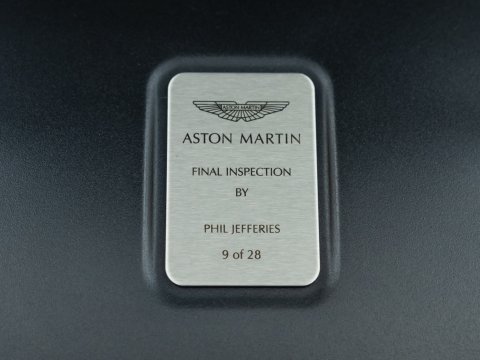 ASTON MARTIN
ASTON MARTIN
FINAL INSPECTION
BY
PHIL JEFFERIES
9 of 28